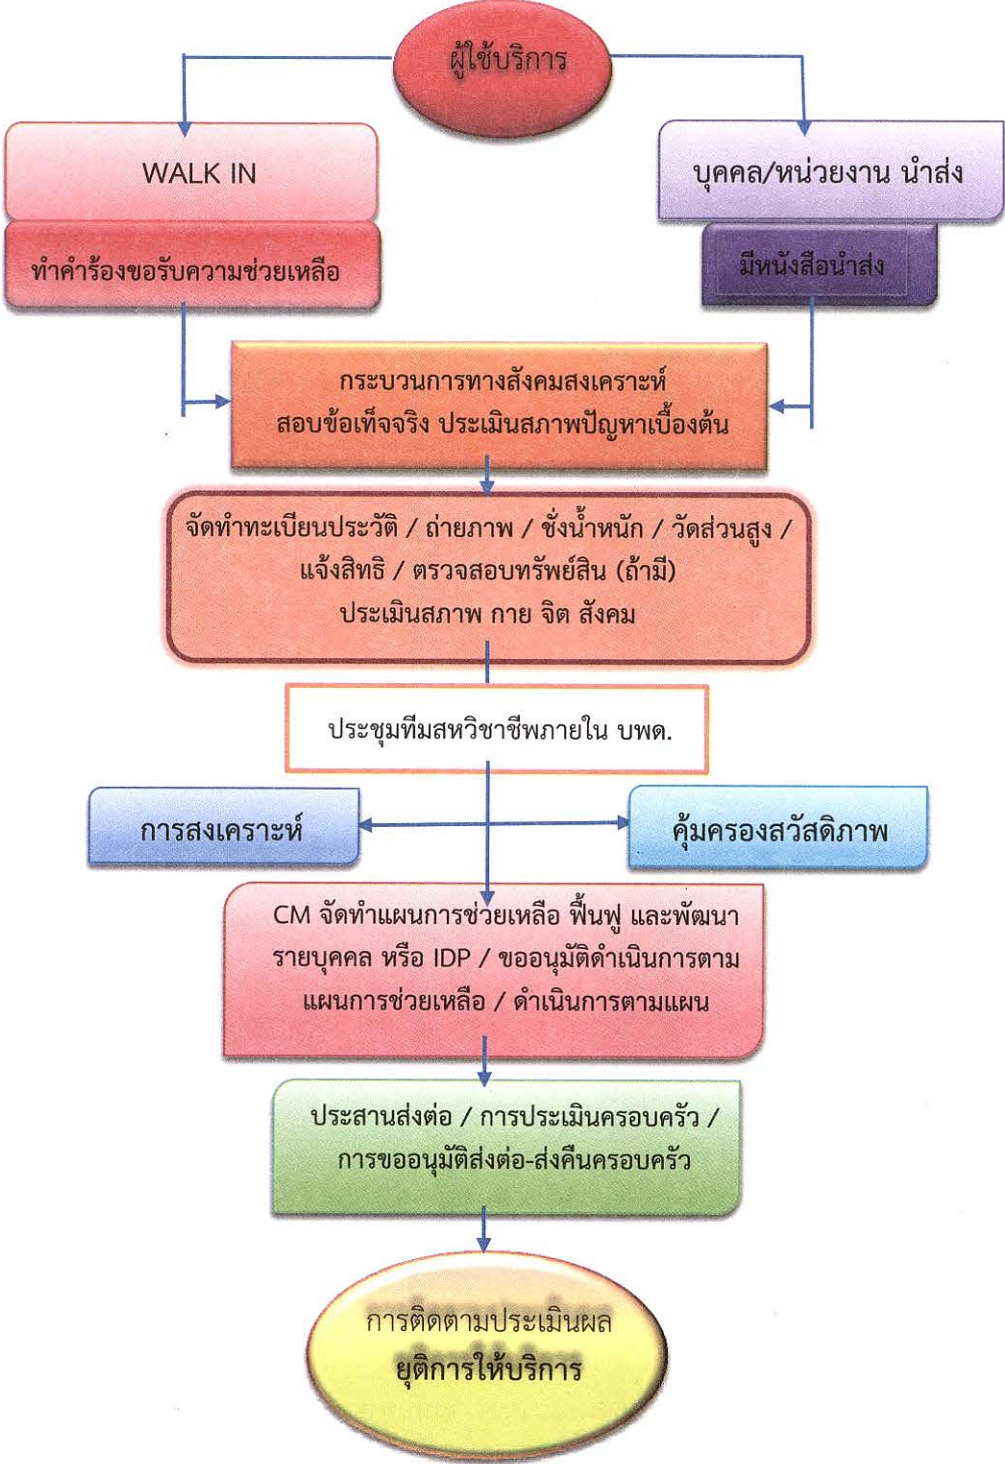 ผู้ใช้บริการ
WALK IN
ทำคำร้องขอรับความช่วยเหลือ
บุคคล/หน่วยงาน นำส่ง
มีหนังสือนำส่ง
กระบวนการทางสังคมสงเคราะห์
สอบข้อเท็จจริง ประเมินสภาพปัญหาเบื้องต้น
จัดทำทะเบียนประวัติ / ถ่ายภาพ / ชั่งน้ำหนัก / วัดส่วนสูง /
แจ้งสิทธิ / ตรวจสอบทรัพย์สิน (ถ้ามี)
ประเมินสภาพ กาย จิต สังคม
ประชุมทีมสหวิชาชีพภายใน บพด.
การสงเคราะห์
คุ้มครองสวัสดิภาพ
CM จัดทำแผนการช่วยเหลือ ฟื้นฟู และพัฒนา
รายบุคคล หรือ IDP / ขออนุมัติดำเนินการตาม
แผนการช่วยเหลือ / ดำเนินการตามแผน
ประสานส่งต่อ / การประเมินครอบครัว /
การขออนุมัติส่งต่อ-ส่งคืนครอบครัว
การติดตามประเมินผล
ยุติการให้บริการ